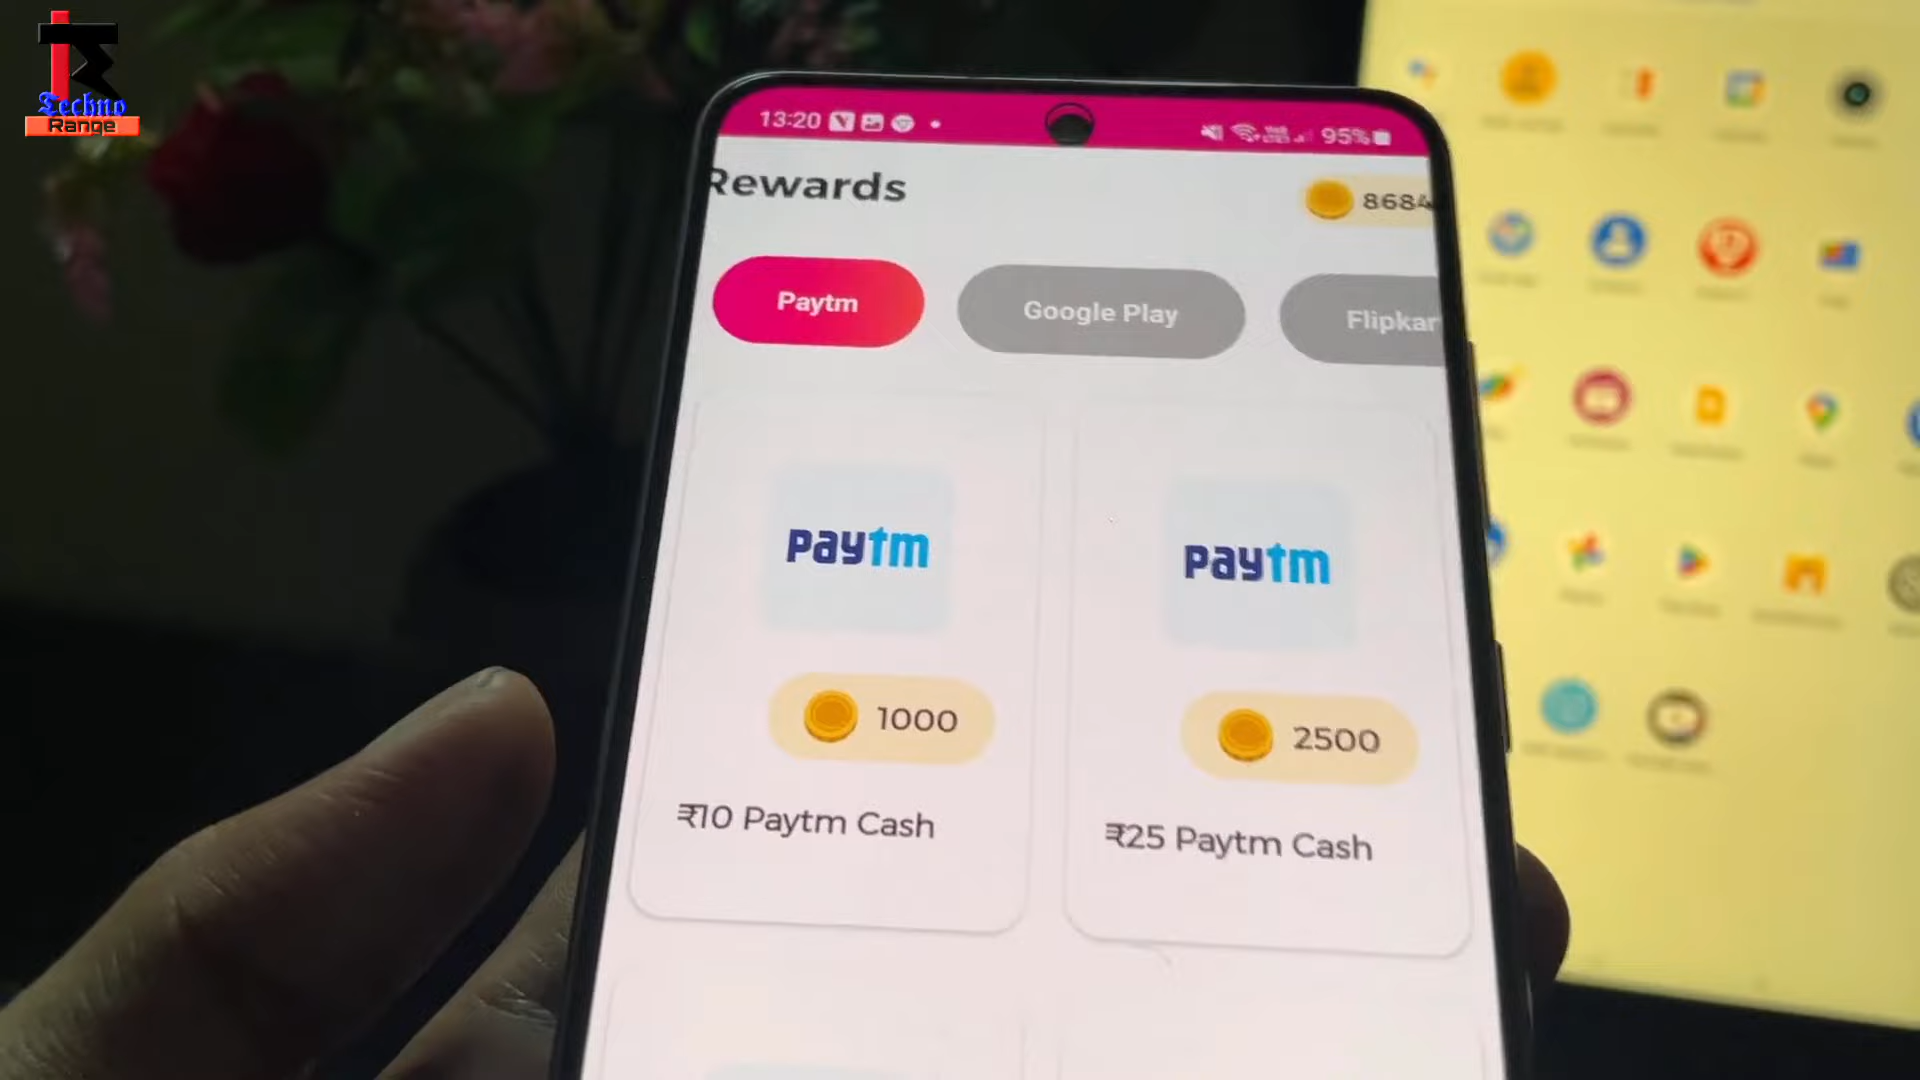 Techno
Range
13:20
95%
Rewards
8684
Paytm
Google Play
Flipkar
paytm
paytm
1000
2500
₹10 Paytm Cash
₹25 Paytm Cash